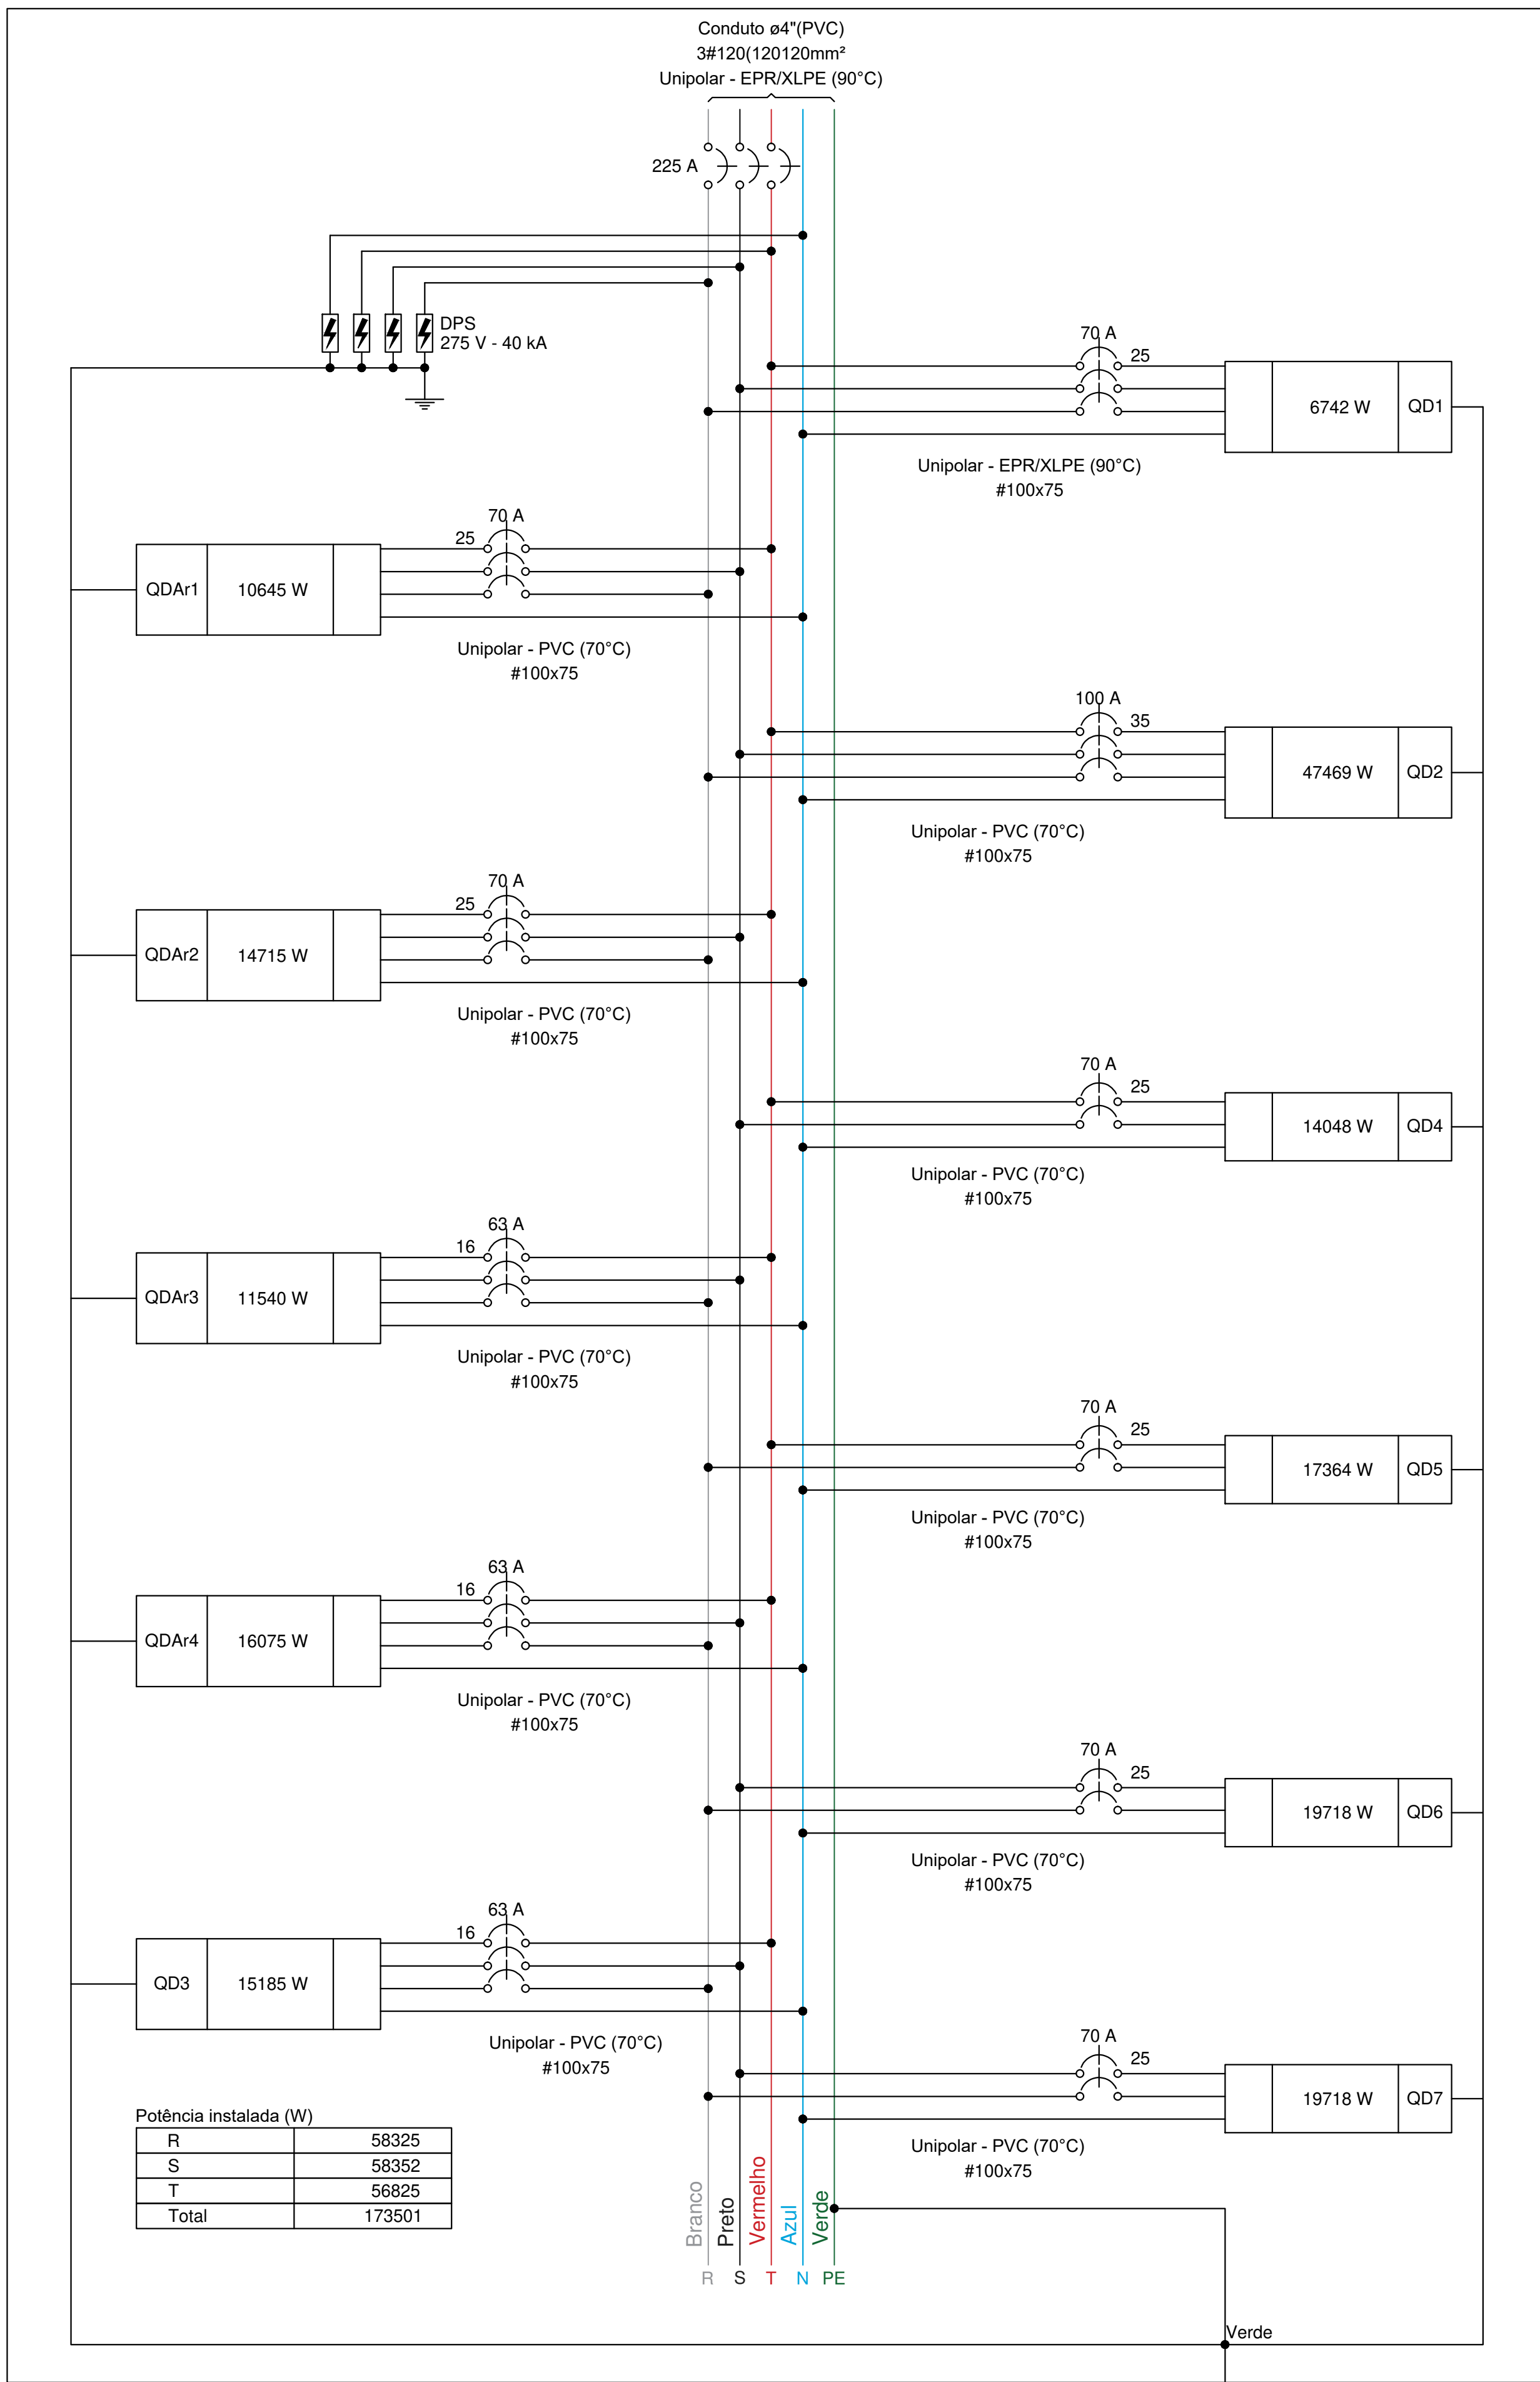 Conduto ø4"(PVC)
3#120(120120mm²
Unipolar - EPR/XLPE (90°C)
225 A
DPS
275 V - 40 kA
70 A
25
6742 W
QD1
Unipolar - EPR/XLPE (90°C)
#100x75
70 A
25
QDAr1
10645 W
Unipolar - PVC (70°C)
#100x75
100 A
35
47469 W
QD2
Unipolar - PVC (70°C)
#100x75
70 A
25
QDAr2
14715 W
Unipolar - PVC (70°C)
#100x75
70 A
25
14048 W
QD4
Unipolar - PVC (70°C)
#100x75
63 A
16
QDAr3
11540 W
Unipolar - PVC (70°C)
#100x75
70 A
25
17364 W
QD5
Unipolar - PVC (70°C)
#100x75
63 A
16
QDAr4
16075 W
Unipolar - PVC (70°C)
#100x75
70 A
25
19718 W
QD6
Unipolar - PVC (70°C)
#100x75
63 A
16
QD3
15185 W
Unipolar - PVC (70°C)
#100x75
70 A
25
19718 W
QD7
Unipolar - PVC (70°C)
#100x75
Potência instalada (W)
R 58325
S 58352
T 56825
Total 173501
Branco
Preto
Vermelho
Azul
Verde
R S T N PE
Verde